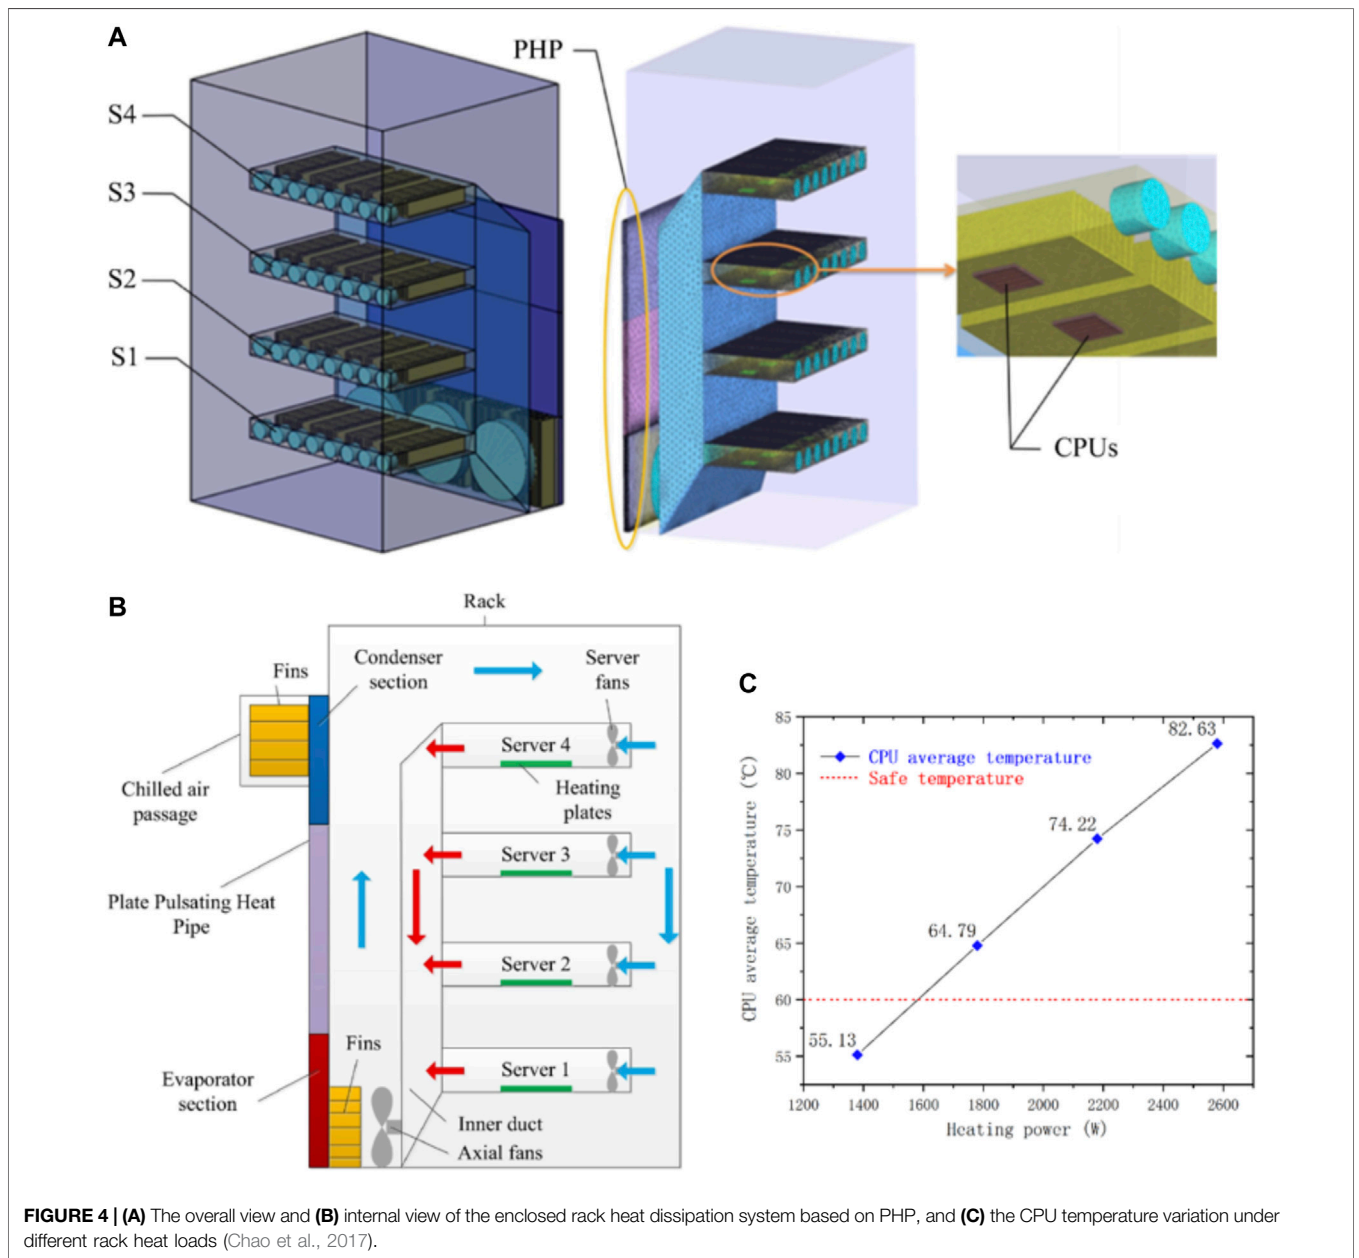 A
PHP
S4
S3
S2
S1
CPUs
B
Rack
Condenser
section
Server
fans
Fins
Server 4
Heating
plates
Chilled air
passage
Server 3
Plate Pulsating Heat
Pipe
Server 2
Fins
Server 1
Evaporator
section
Inner duct
Axial fans
C
85
80
75
70
65
60
55
CPU average temperature (℃)
CPU average temperature
Safe temperature
82.63
74.22
64.79
55.13
1200 1400 1600 1800 2000 2200 2400 2600
Heating power (W)
FIGURE 4 | (A) The overall view and (B) internal view of the enclosed rack heat dissipation system based on PHP, and (C) the CPU temperature variation under
different rack heat loads (Chao et al., 2017).